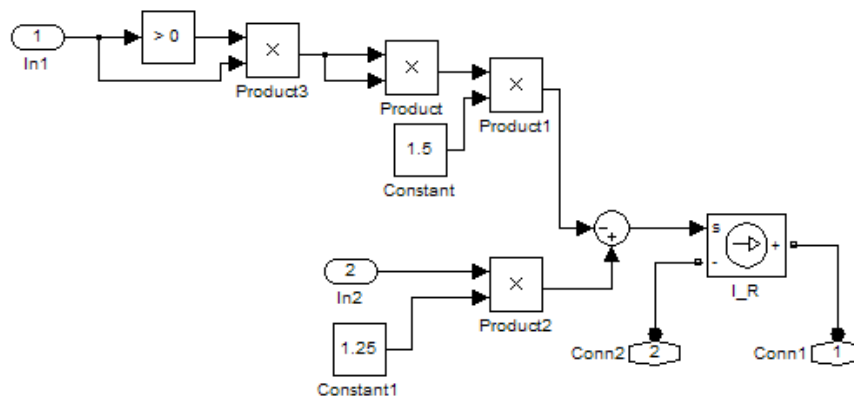 1
In1
> 0
×
Product3
×
Product
×
Product1
1.5
Constant
2
In2
×
Product2
1.25
Constant1
-
+
s
-
+
I_R
Conn2
2
Conn1
1